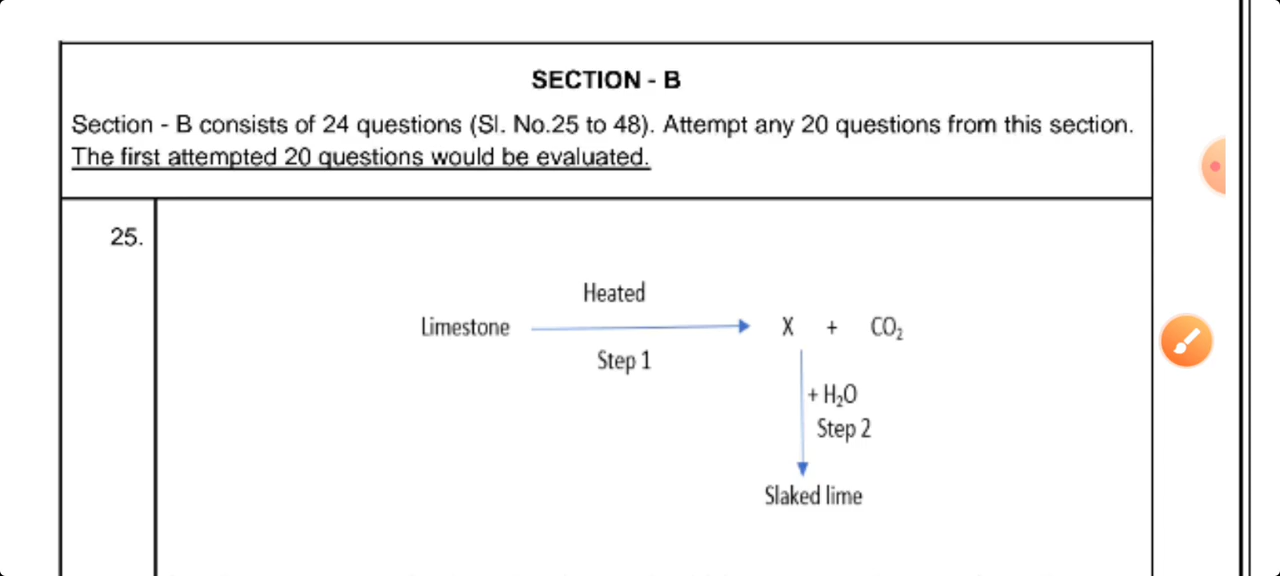 SECTION - B
Section - B consists of 24 questions (Sl. No.25 to 48). Attempt any 20 questions from this section.
The first attempted 20 questions would be evaluated.
25.
Heated
Limestone X + CO₂
Step 1
+ H₂O
Step 2
Slaked lime